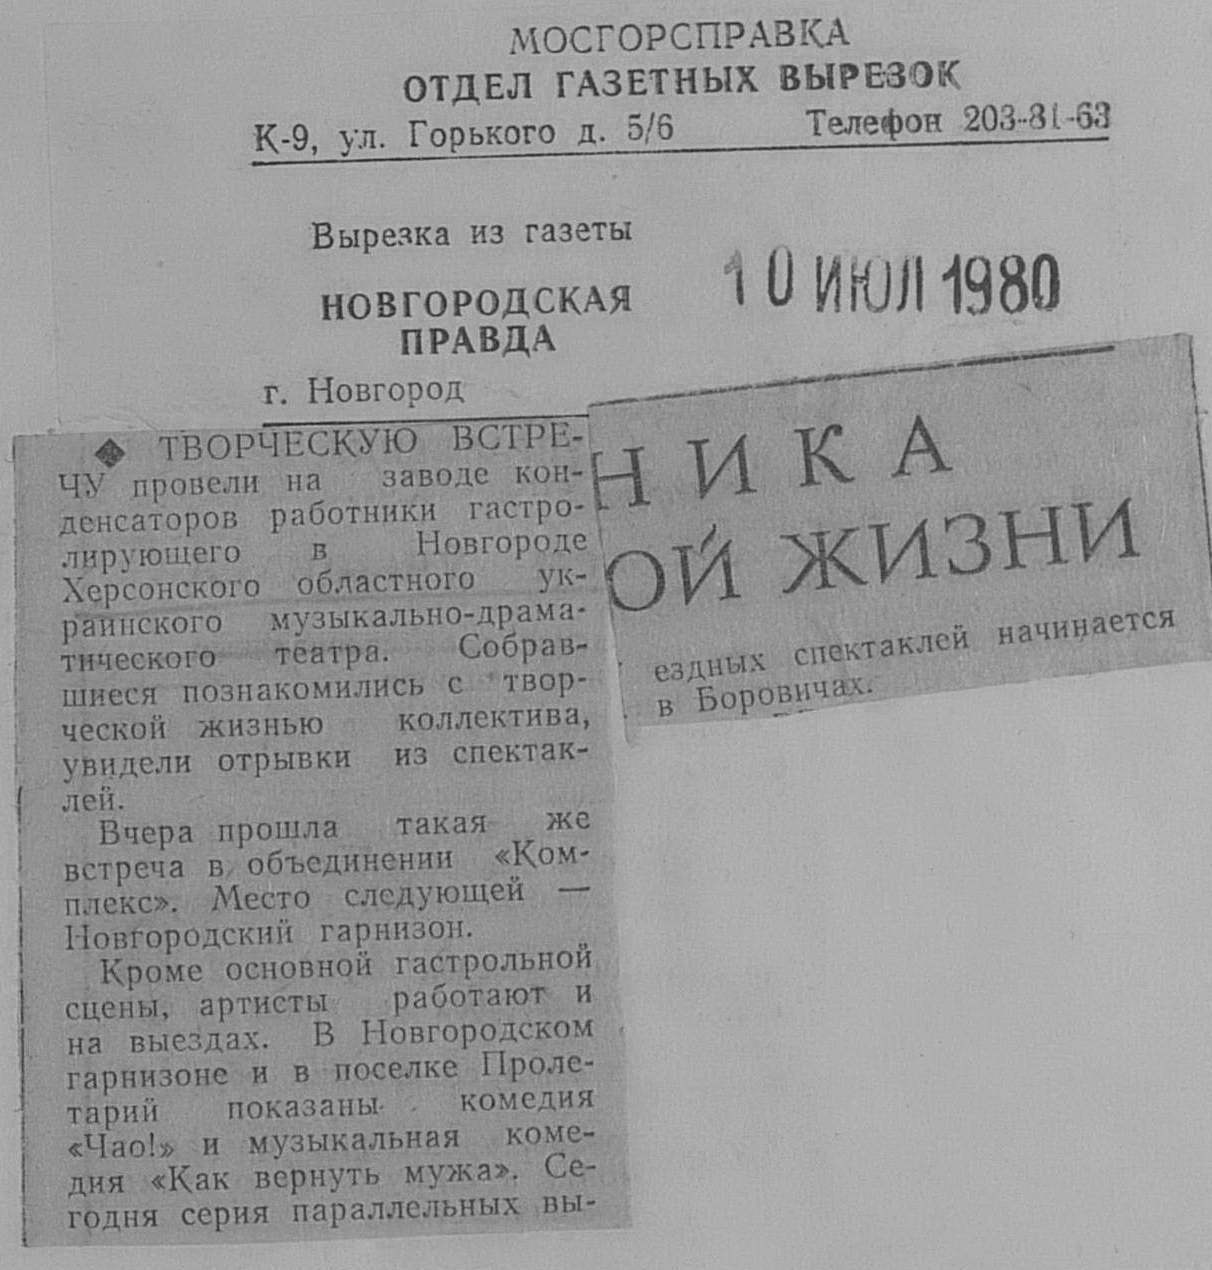 МОСГОРСПРАВКА
ОТДЕЛ ГАЗЕТНЫХ ВЫРЕЗОК
К-9, ул. Горького д. 5/6 Телефон 203-81-63
Вырезка из газеты
НОВГОРОДСКАЯ
ПРАВДА
г. Новгород
10 ИЮЛ 1980
◆ ТВОРЧЕСКУЮ ВСТРЕ-
ЧУ провели на заводе кон-
денсаторов работники гастро-
лирующего в Новгороде
Херсонского областного ук-
раинского музыкально-драма-
тического театра. Собрав-
шиеся познакомились с твор-
ческой жизнью коллектива,
увидели отрывки из спектак-
лей.
Вчера прошла такая же
встреча в объединении «Ком-
плекс». Место следующей —
Новгородский гарнизон.
Кроме основной гастрольной
сцены, артисты работают и
на выездах. В Новгородском
гарнизоне и в поселке Проле-
тарий показаны комедия
«Чао!» и музыкальная коме-
дия «Как вернуть мужа». Се-
годня серия параллельных вы-
НИКА
ОЙ ЖИЗНИ
ездных спектаклей начинается
в Боровичах.